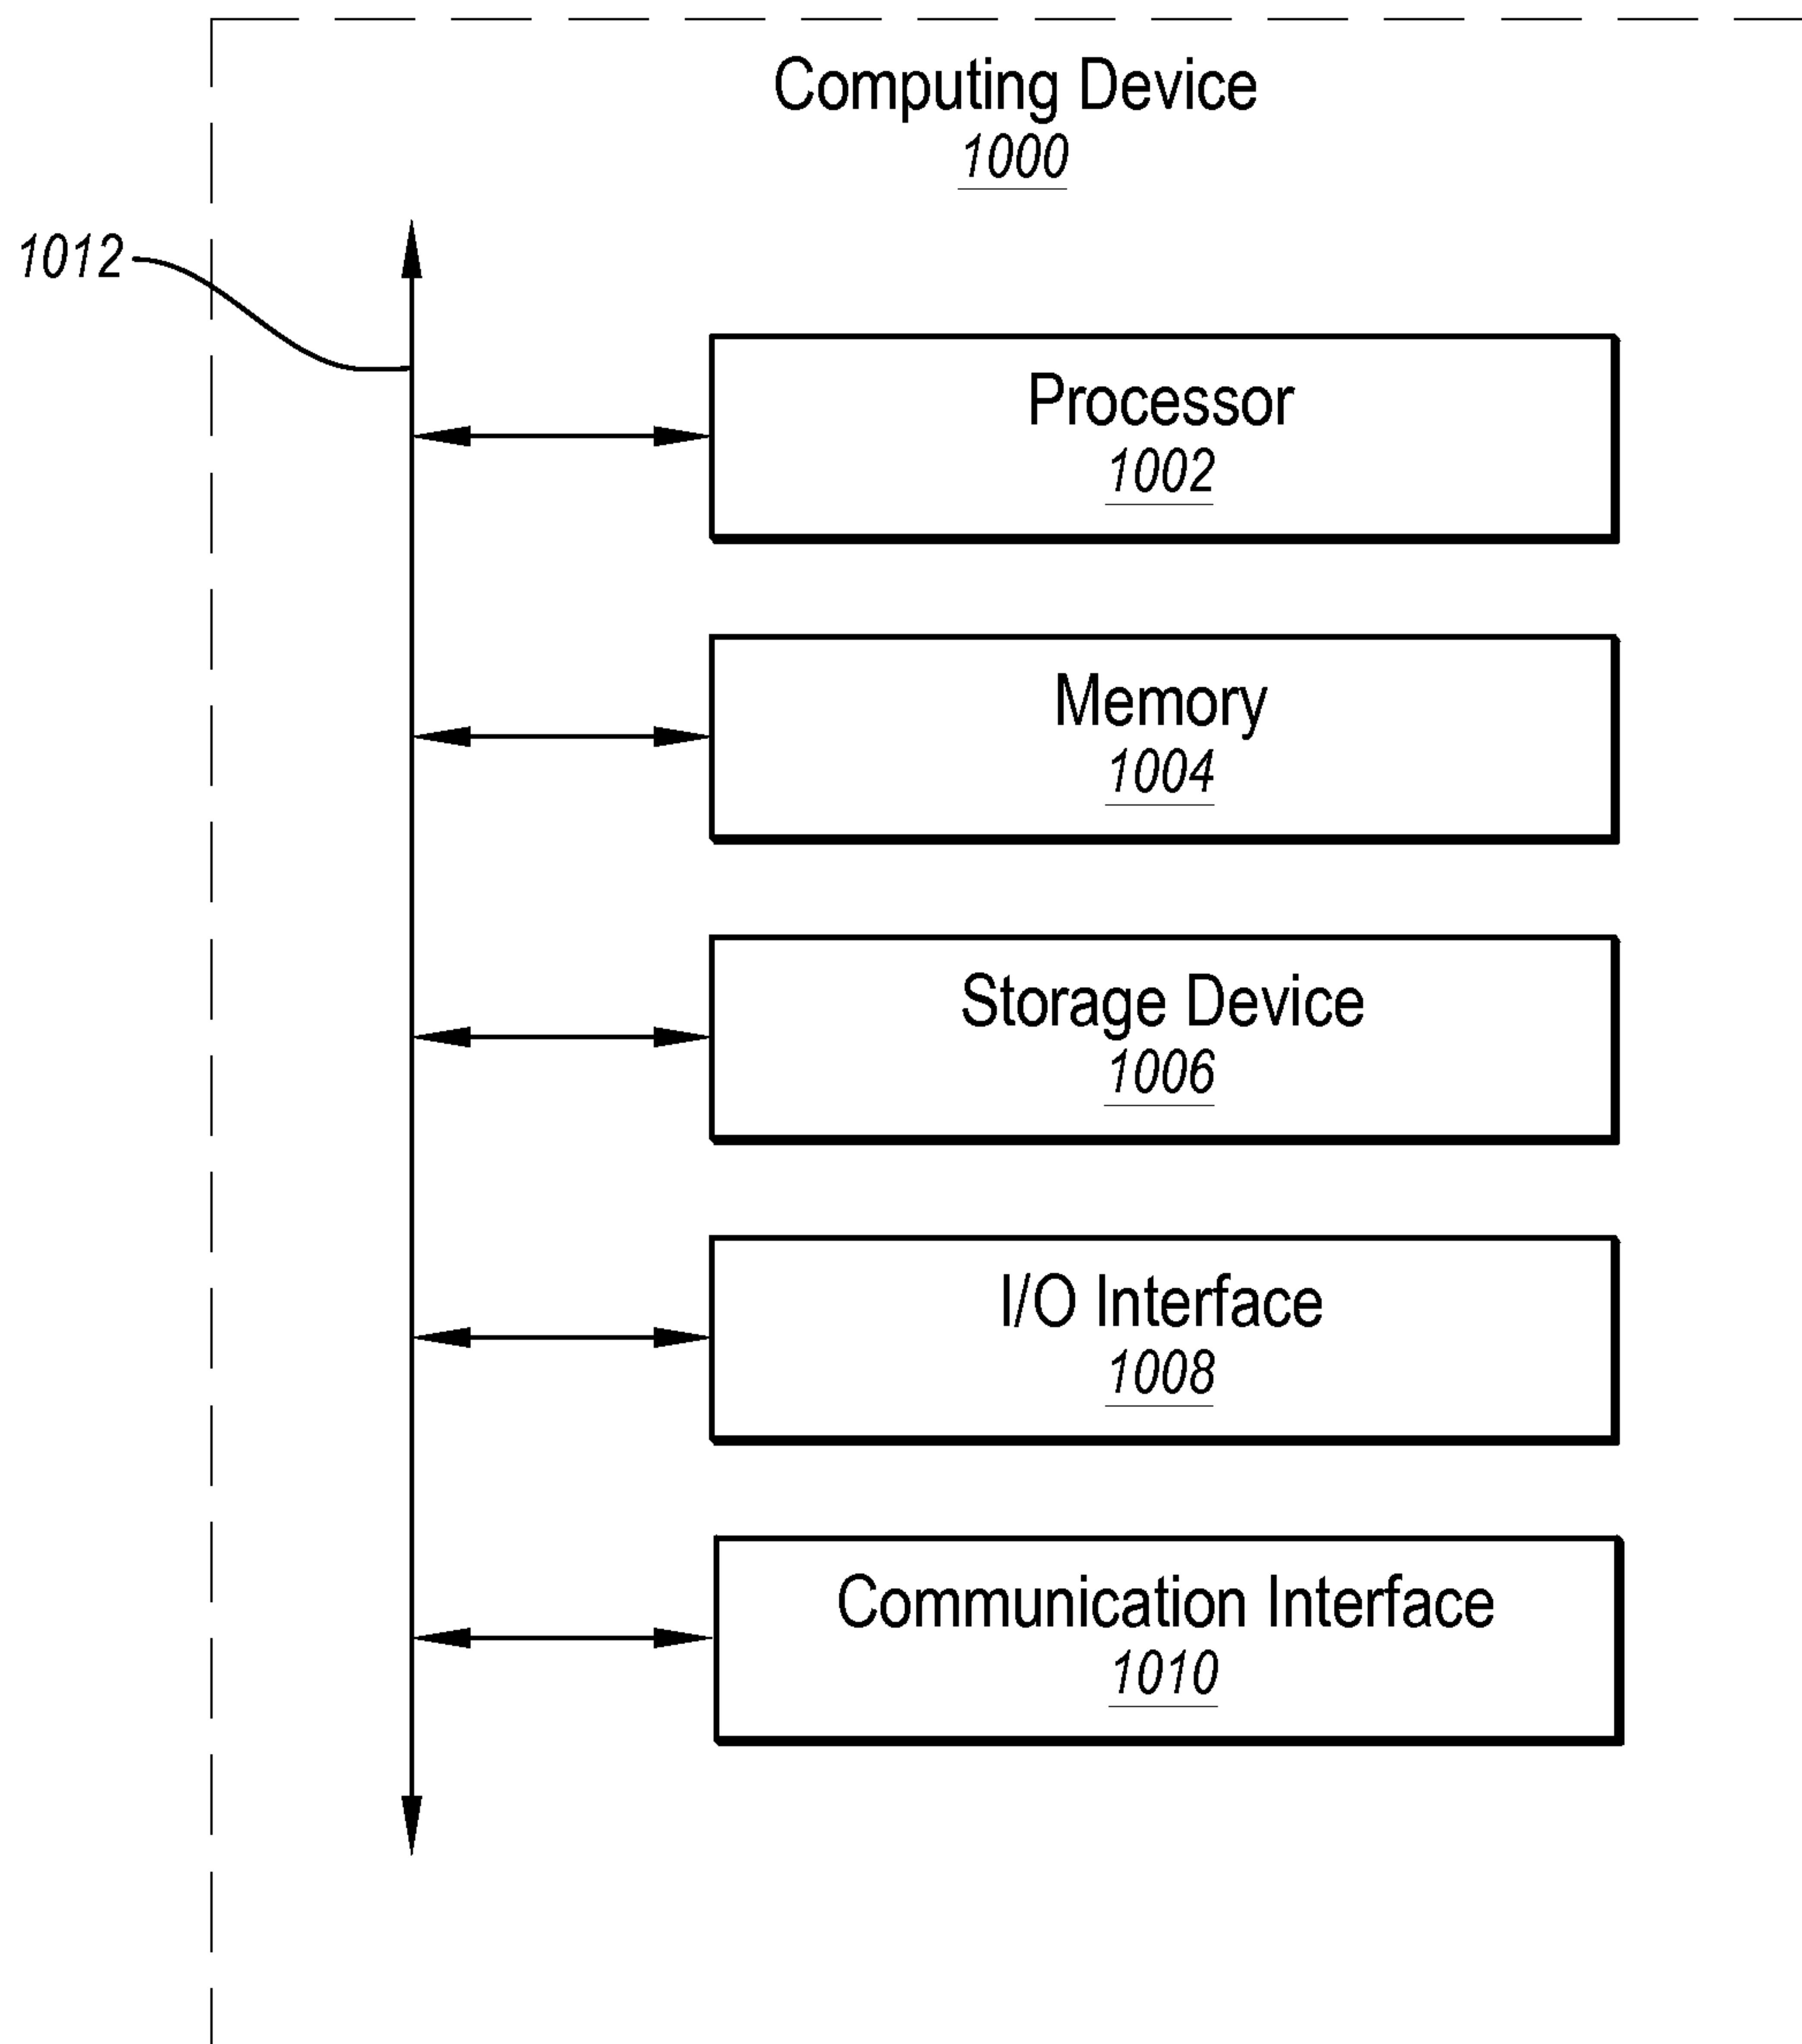 Computing Device
1000
1012
Processor
1002
Memory
1004
Storage Device
1006
I/O Interface
1008
Communication Interface
1010